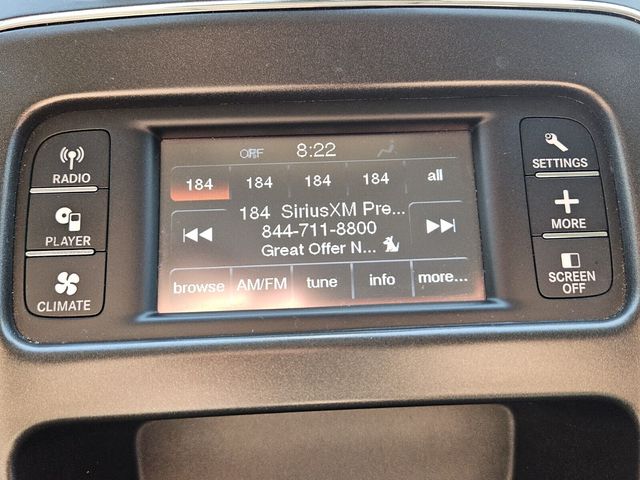 OFF 8:22
184 184 184 184 all
184 SiriusXM Pre...
844-711-8800
Great Offer N...
browse AM/FM tune info more...
RADIO
PLAYER
CLIMATE
SETTINGS
MORE
SCREEN
OFF